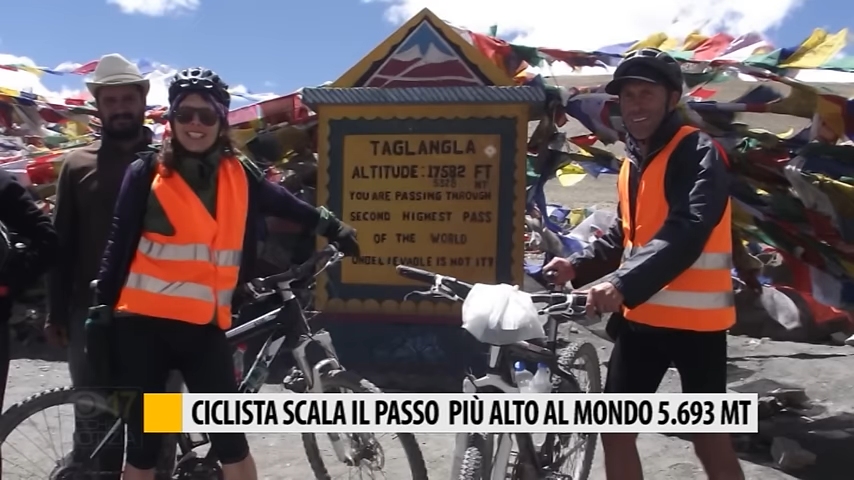 TAGLANGLA
ALTITUDE: 17582 FT
5328 MT
YOU ARE PASSING THROUGH
SECOND HIGHEST PASS
OF THE WORLD
UNBELIEVABLE IS NOT IT?
CICLISTA SCALA IL PASSO PIÙ ALTO AL MONDO 5.693 MT